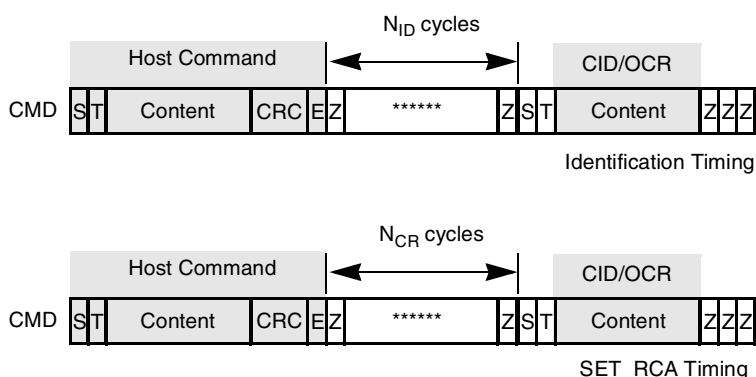 N_ID cycles
Host Command
CID/OCR
CMD S T Content CRC E Z ****** Z S T Content Z Z Z
Identification Timing
N_CR cycles
Host Command
CID/OCR
CMD S T Content CRC E Z ****** Z S T Content Z Z Z
SET_RCA Timing